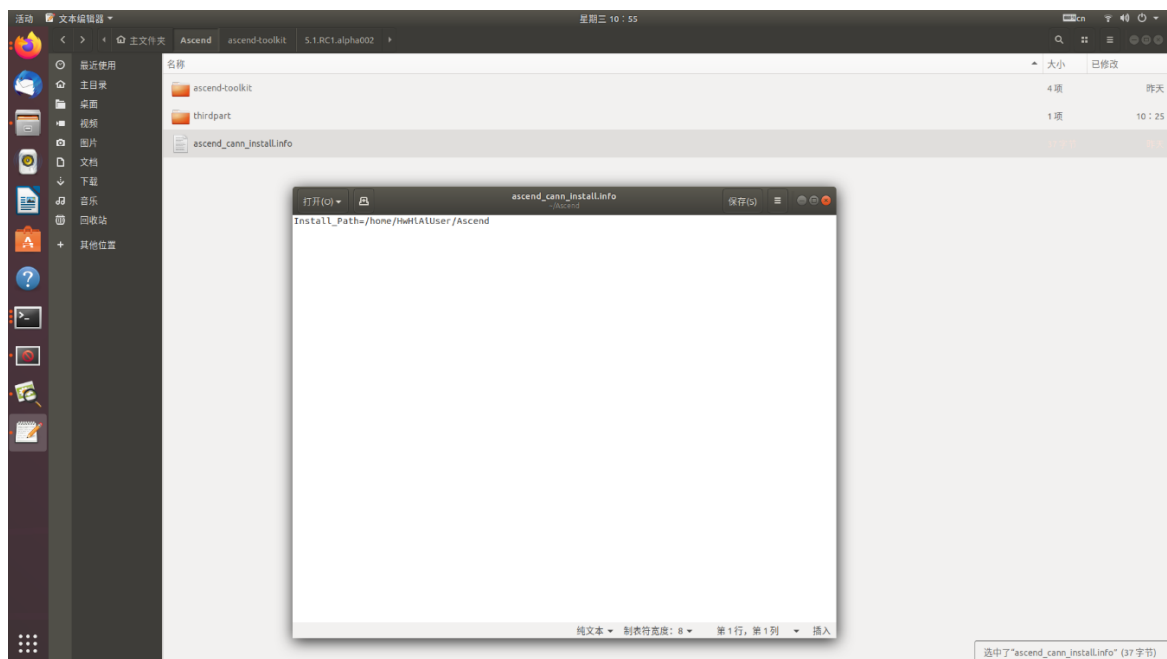 活动 文本编辑器 星期三 10：55 cn
主文件夹 Ascend ascend-toolkit 5.1.RC1.alpha002
最近使用
主目录
桌面
视频
图片
文档
下载
音乐
回收站
+ 其他位置
名称 大小 已修改
ascend-toolkit 4 项 昨天
thirdpart 1 项 10：25
ascend_cann_install.info
打开(O) ascend_cann_install.info 保存(S)
~/Ascend
Install_Path=/home/HwHiAiUser/Ascend
纯文本 制表符宽度：8 第 1 行，第 1 列 插入
选中了"ascend_cann_install.info" (37 字节)